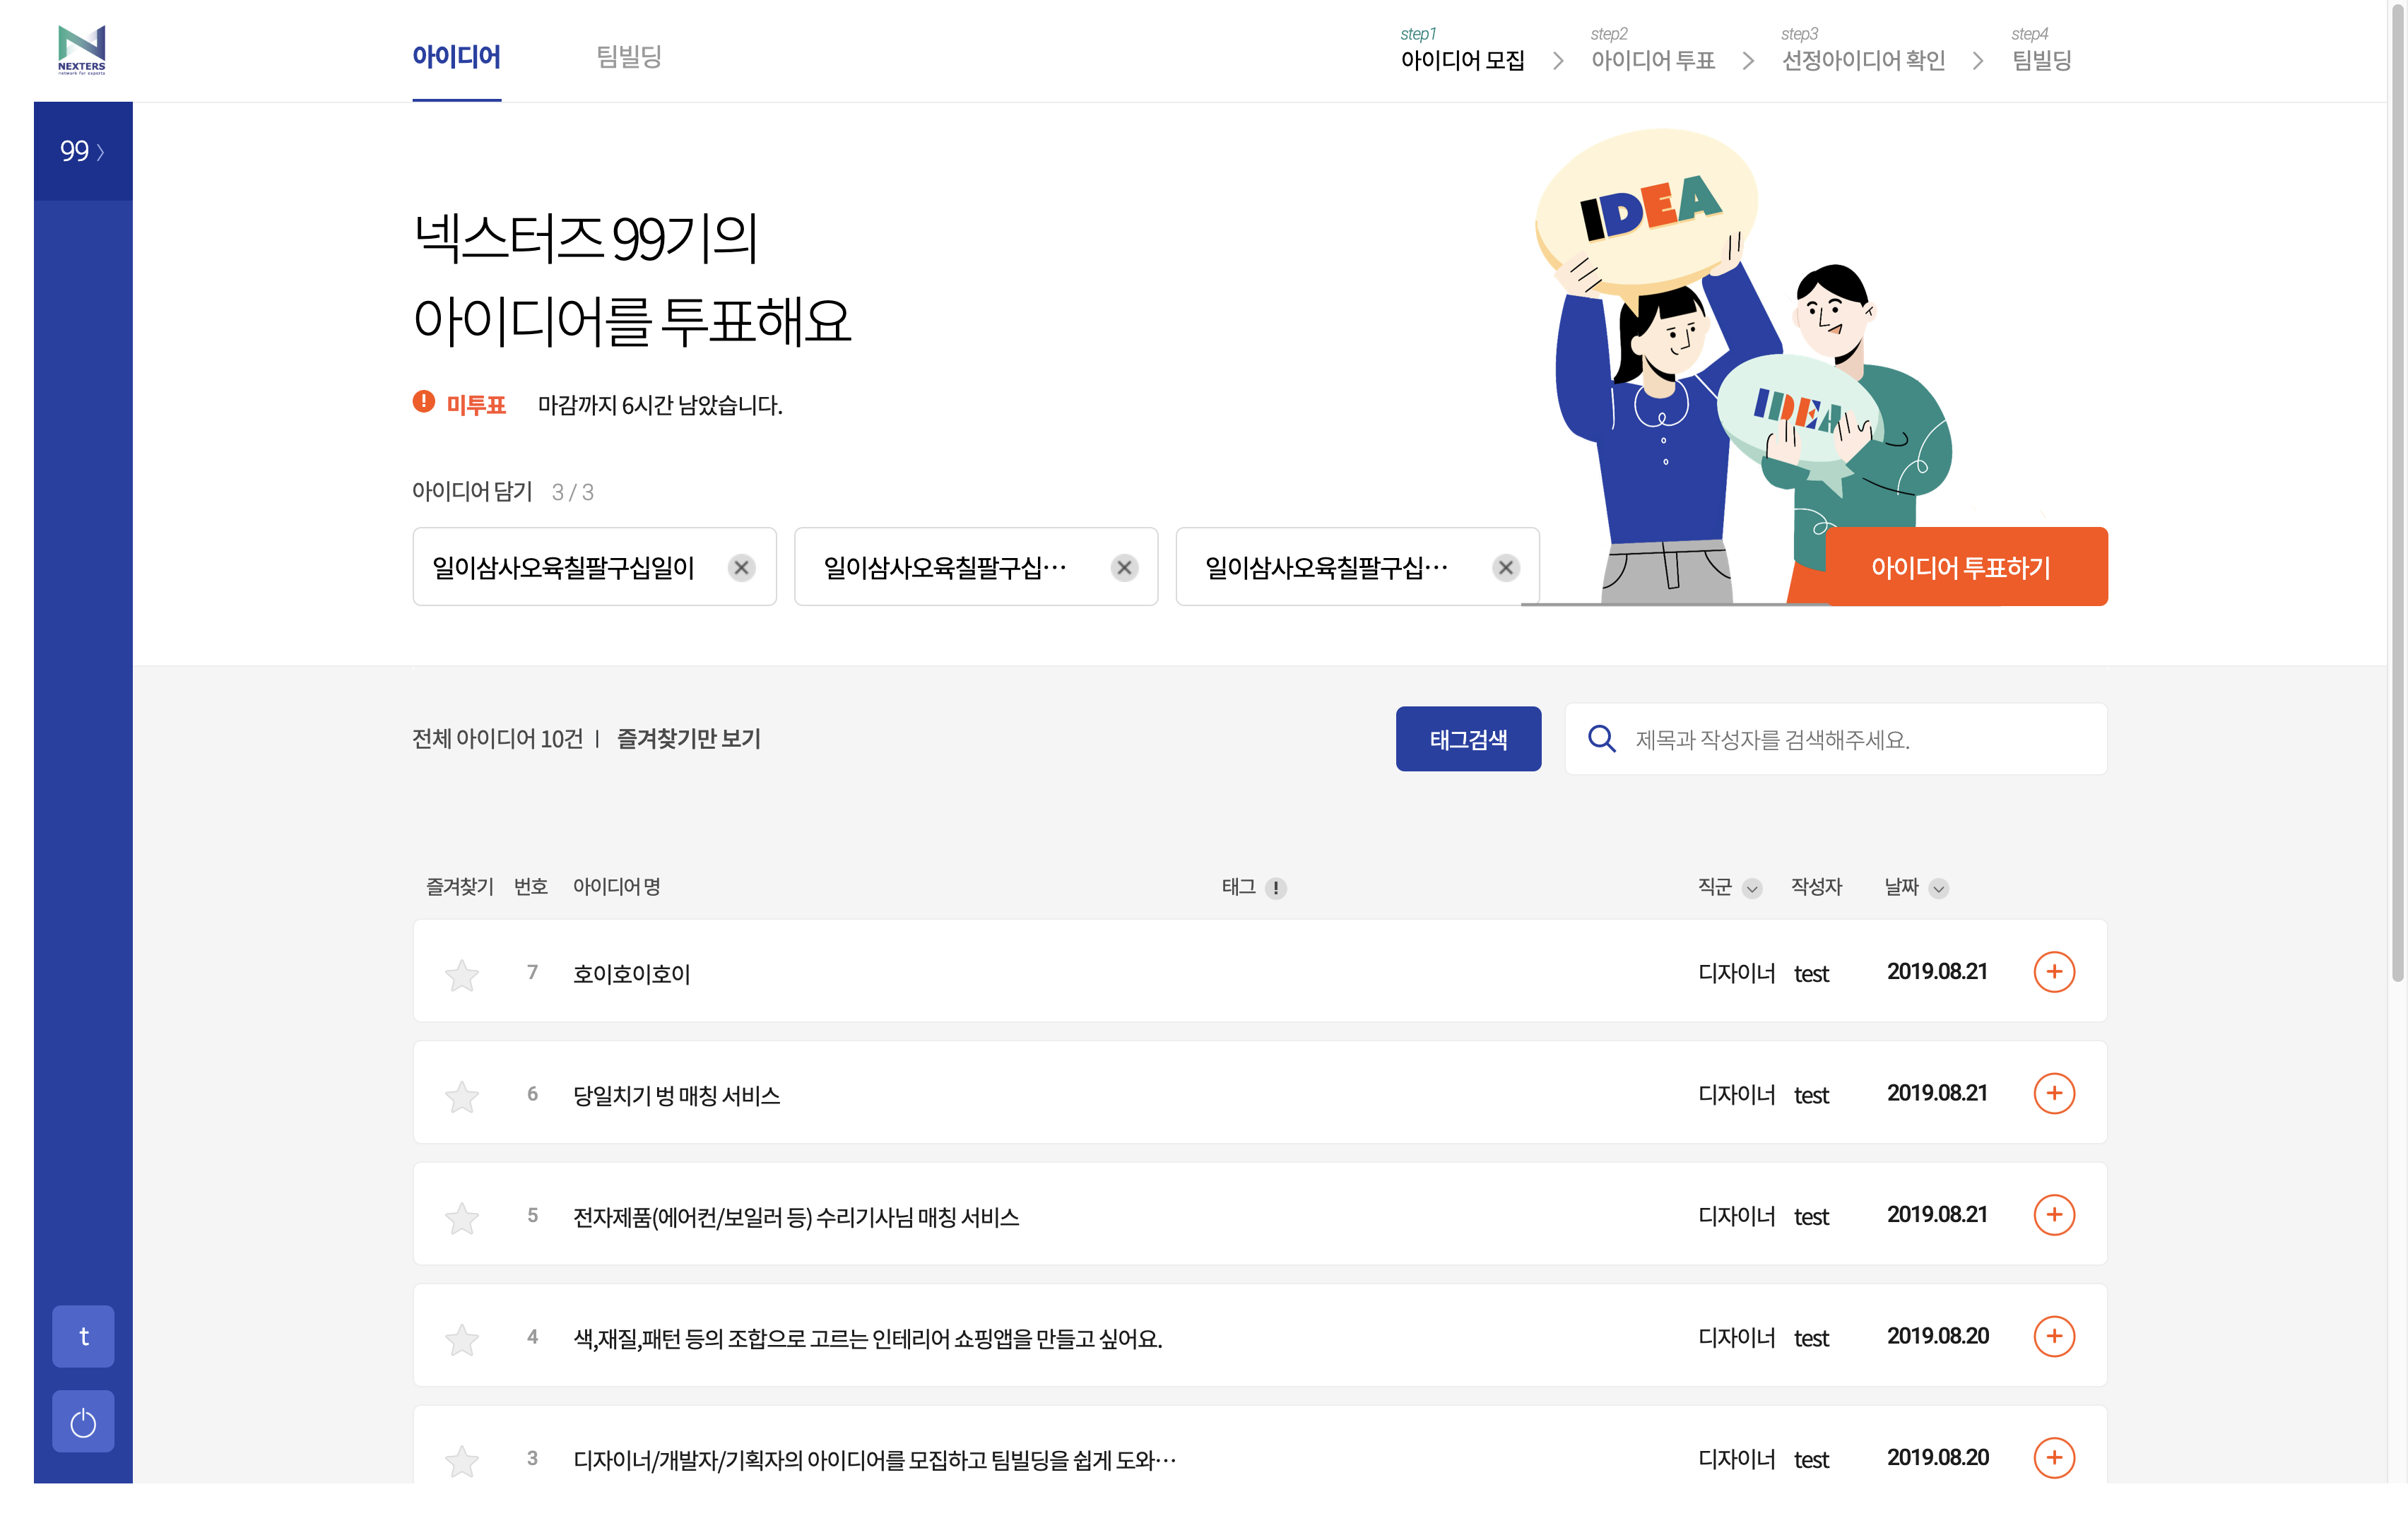 NEXTERS
network for experts
아이디어
팀빌딩
step1
아이디어 모집
step2
아이디어 투표
step3
선정아이디어 확인
step4
팀빌딩
99
넥스터즈 99기의
아이디어를 투표해요
IDEA
IDEA
! 미투표 마감까지 6시간 남았습니다.
아이디어 담기 3 / 3
일이삼사오육칠팔구십일이
일이삼사오육칠팔구십…
일이삼사오육칠팔구십…
아이디어 투표하기
전체 아이디어 10건 | 즐겨찾기만 보기
태그검색
제목과 작성자를 검색해주세요.
즐겨찾기 번호 아이디어 명 태그 ! 직군 작성자 날짜
7 호이호이호이 디자이너 test 2019.08.21
6 당일치기 벙 매칭 서비스 디자이너 test 2019.08.21
5 전자제품(에어컨/보일러 등) 수리기사님 매칭 서비스 디자이너 test 2019.08.21
4 색,재질,패턴 등의 조합으로 고르는 인테리어 쇼핑앱을 만들고 싶어요. 디자이너 test 2019.08.20
3 디자이너/개발자/기획자의 아이디어를 모집하고 팀빌딩을 쉽게 도와… 디자이너 test 2019.08.20
t